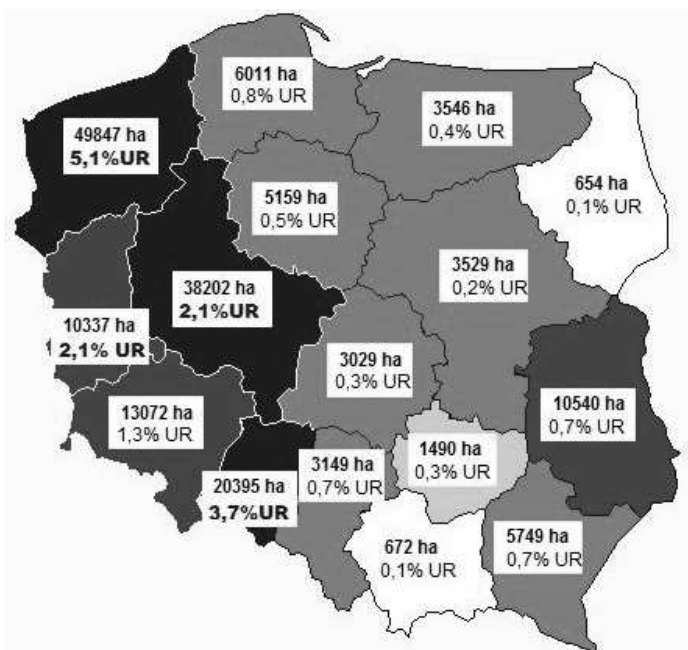 6011 ha
0,8% UR
3546 ha
0,4% UR
49847 ha
5,1%UR
654 ha
0,1% UR
5159 ha
0,5% UR
3529 ha
0,2% UR
38202 ha
2,1%UR
10337 ha
2,1% UR
3029 ha
0,3% UR
13072 ha
1,3% UR
10540 ha
0,7% UR
1490 ha
0,3% UR
3149 ha
0,7% UR
20395 ha
3,7%UR
5749 ha
0,7% UR
672 ha
0,1% UR